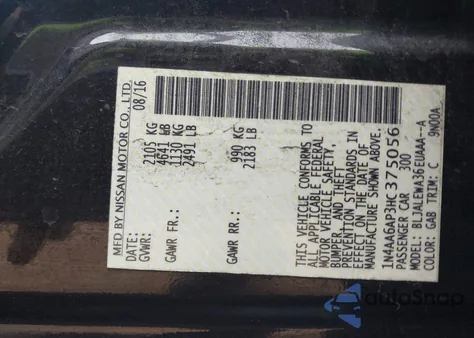 MFD BY NISSAN MOTOR CO., LTD.
DATE OF: 08/16
GVWR: 2105 KG
4641 LB
GAWR FR.: 1130 KG
2491 LB
GAWR RR.: 990 KG
2183 LB
THIS VEHICLE CONFORMS TO
ALL APPLICABLE FEDERAL
MOTOR VEHICLE SAFETY,
BUMPER, AND THEFT
PREVENTION STANDARDS IN
EFFECT ON THE DATE OF
MANUFACTURE SHOWN ABOVE.
1N4AA6AP3HC375056
PASSENGER CAR 300
MODEL: BLJALEWA36EUAAA--A
COLOR: GAB TRIM: C 9N00A
autoSnap